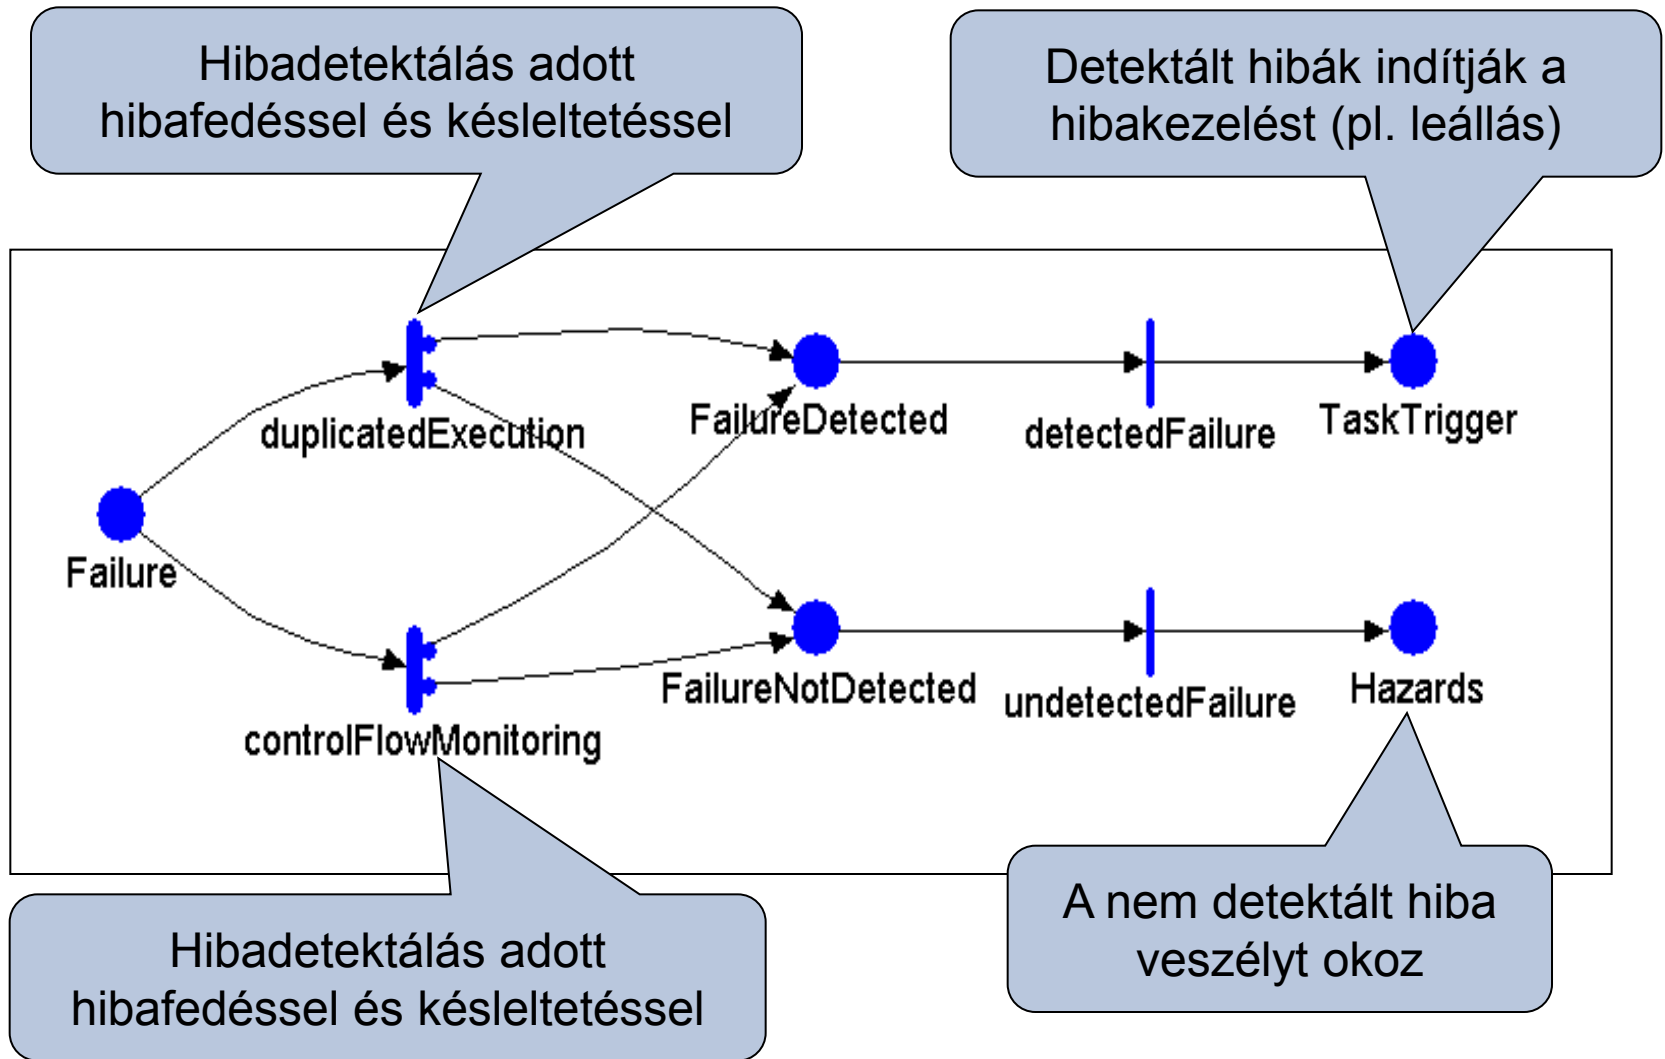 Hibadetektálás adott
hibafedéssel és késleltetéssel
Detektált hibák indítják a
hibakezelést (pl. leállás)
duplicatedExecution
FailureDetected
detectedFailure
TaskTrigger
Failure
controlFlowMonitoring
FailureNotDetected
undetectedFailure
Hazards
Hibadetektálás adott
hibafedéssel és késleltetéssel
A nem detektált hiba
veszélyt okoz